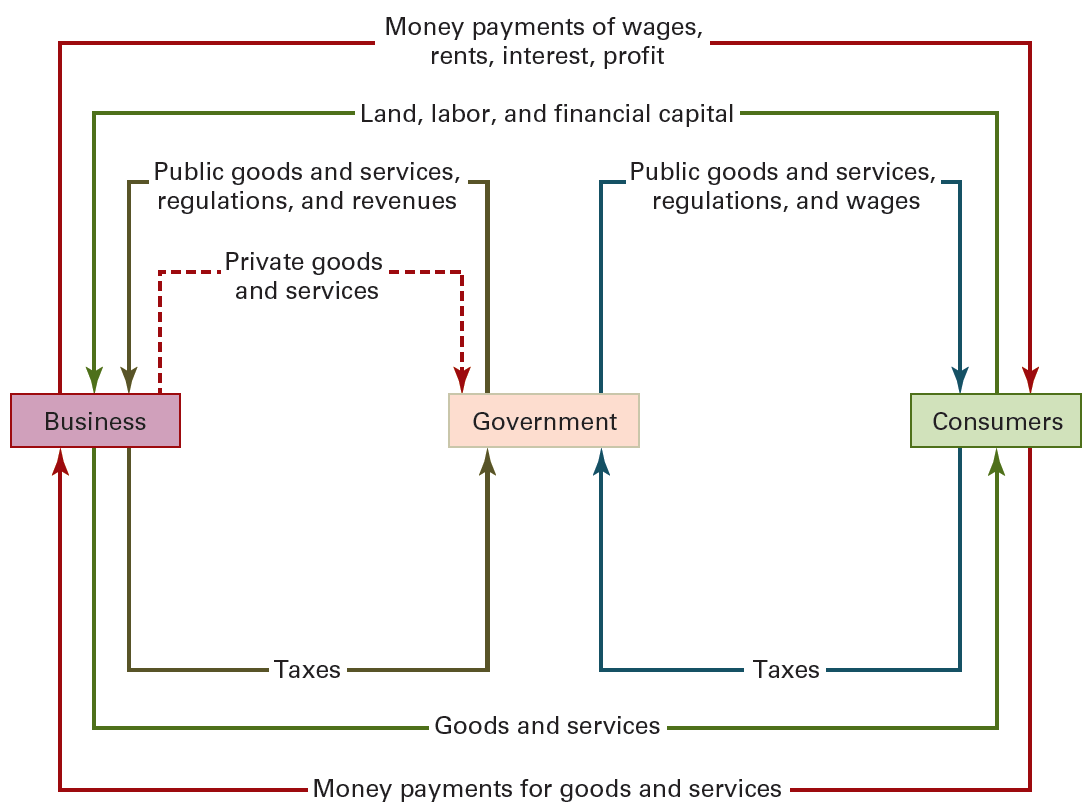 Money payments of wages,
rents, interest, profit
Land, labor, and financial capital
Public goods and services,
regulations, and revenues
Public goods and services,
regulations, and wages
Private goods
and services
Business
Government
Consumers
Taxes
Taxes
Goods and services
Money payments for goods and services